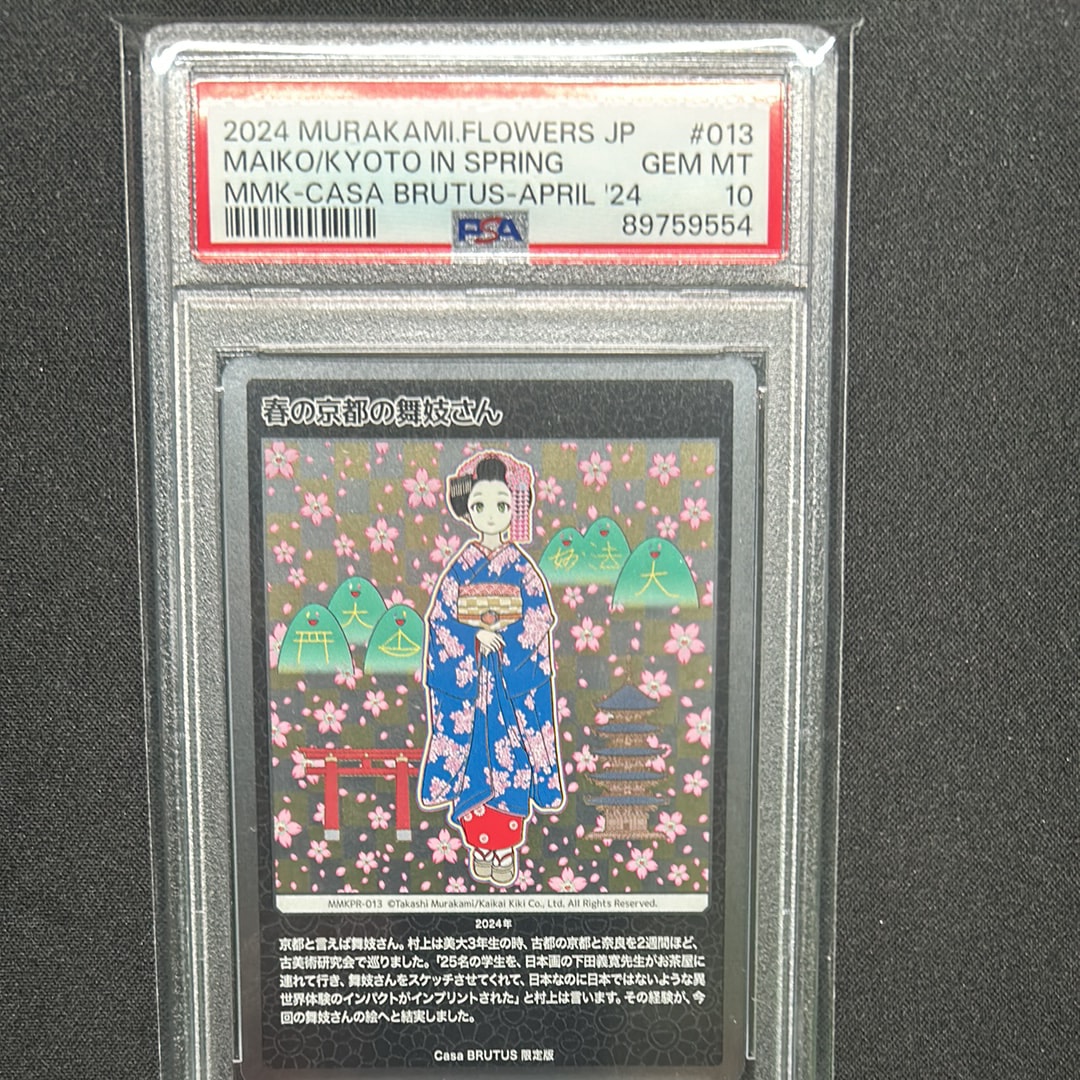 2024 MURAKAMI.FLOWERS JP #013
MAIKO/KYOTO IN SPRING GEM MT
MMK-CASA BRUTUS-APRIL '24 10
PSA 89759554
春の京都の舞妓さん
妙 法 大
大
MMKPR-013 ©Takashi Murakami/Kaikai Kiki Co., Ltd. All Rights Reserved.
2024年
京都と言えば舞妓さん。村上は美大3年生の時、古都の京都と奈良を2週間ほど、
古美術研究会で巡りました。「25名の学生を、日本画の下田義寛先生がお茶屋に
連れて行き、舞妓さんをスケッチさせてくれて、日本なのに日本ではないような異
世界体験のインパクトがインプリントされた」と村上は言います。その経験が、今
回の舞妓さんの絵へと結実しました。
Casa BRUTUS 限定版